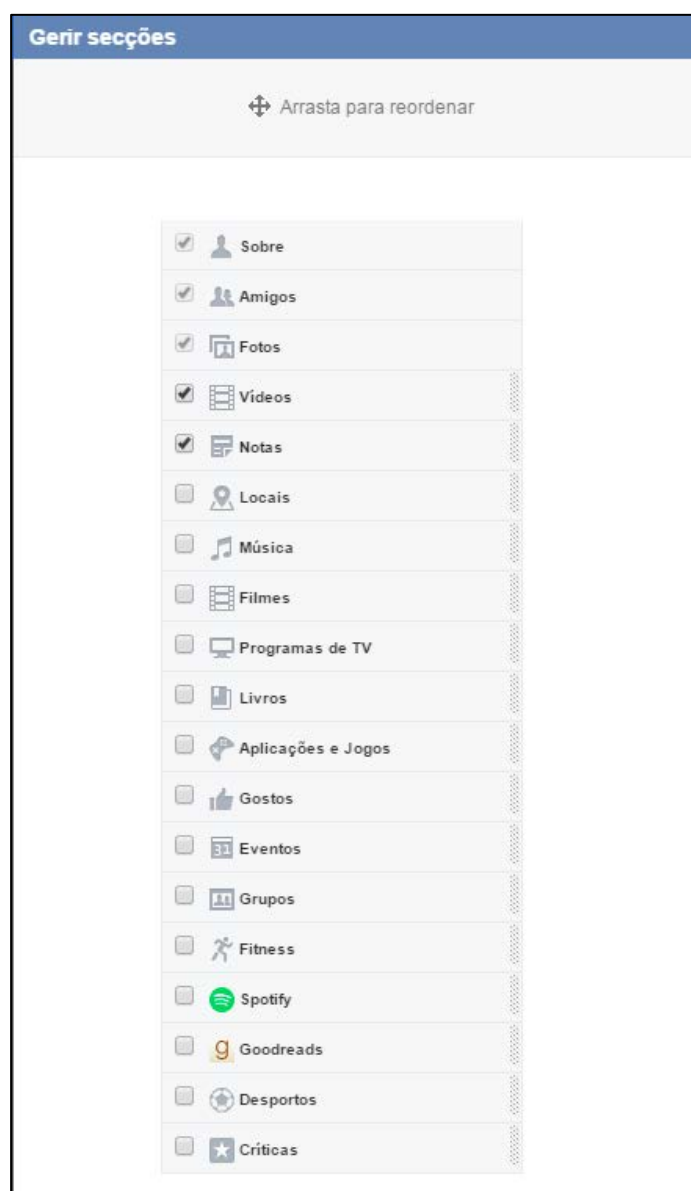 Gerir secções
Arrasta para reordenar
Sobre
Amigos
Fotos
Vídeos
Notas
Locais
Música
Filmes
Programas de TV
Livros
Aplicações e Jogos
Gostos
31 Eventos
Grupos
Fitness
Spotify
g Goodreads
Desportos
Críticas